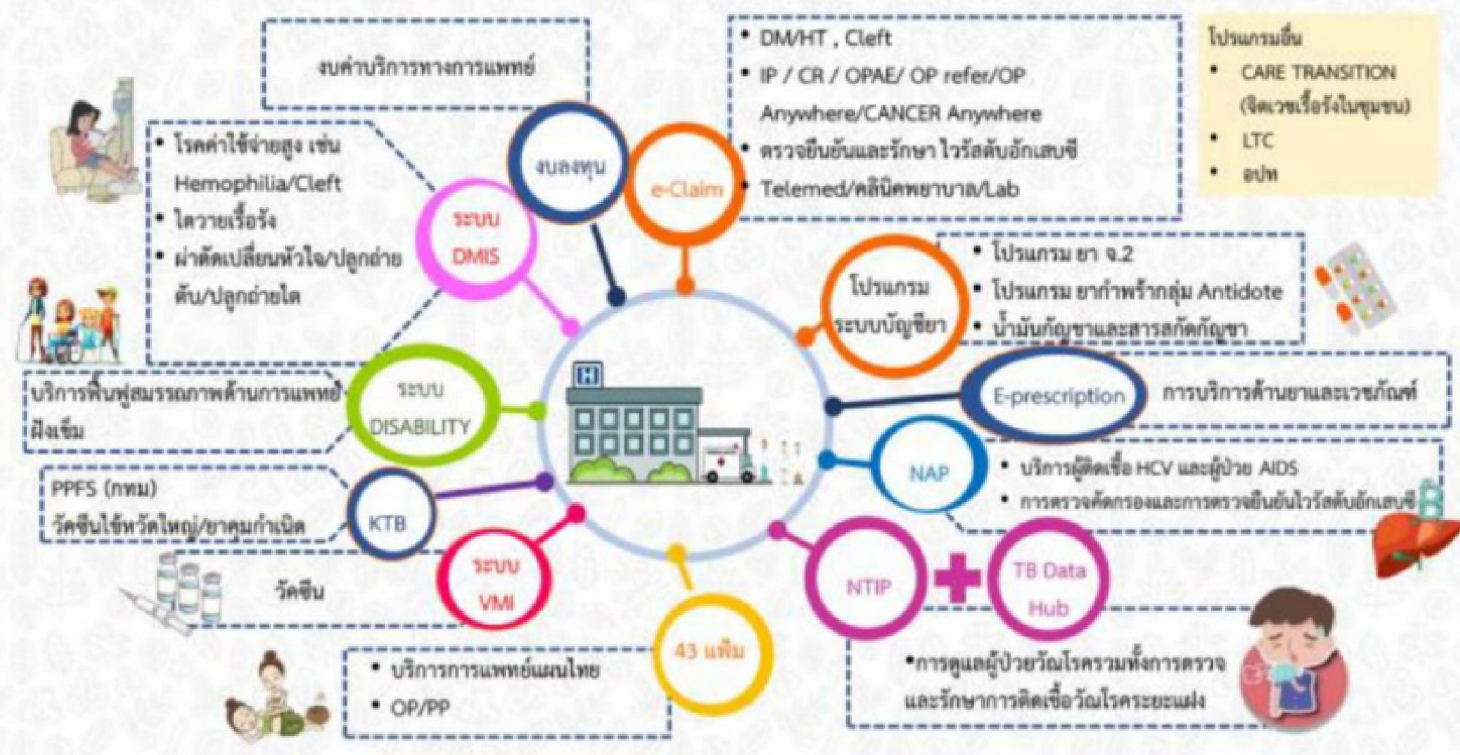 งบค่าบริการทางการแพทย์
งบลงทุน
e-Claim
• DM/HT , Cleft
• IP / CR / OPAE/ OP refer/OP
Anywhere/CANCER Anywhere
• ตรวจยืนยันและรักษา ไวรัสตับอักเสบซี
• Telemed/คลินิคพยาบาล/Lab
โปรแกรมอื่น
• CARE TRANSITION
(จิตเวชเรื้อรังในชุมชน)
• LTC
• อปท
• โรคค่าใช้จ่ายสูง เช่น
Hemophilia/Cleft
• ไตวายเรื้อรัง
• ผ่าตัดเปลี่ยนหัวใจ/ปลูกถ่าย
ตับ/ปลูกถ่ายไต
ระบบ
DMIS
โปรแกรม
ระบบบัญชียา
• โปรแกรม ยา จ.2
• โปรแกรม ยากำพร้ากลุ่ม Antidote
• น้ำมันกัญชาและสารสกัดกัญชา
H
บริการฟื้นฟูสมรรถภาพด้านการแพทย์
ฝังเข็ม
ระบบ
DISABILITY
E-prescription
การบริการด้านยาและเวชภัณฑ์
NAP
• บริการผู้ติดเชื้อ HCV และผู้ป่วย AIDS
• การตรวจคัดกรองและการตรวจยืนยันไวรัสตับอักเสบซี
PPFS (กทม)
วัคซีนไข้หวัดใหญ่/ยาคุมกำเนิด
KTB
วัคซีน
ระบบ
VMI
NTIP
TB Data
Hub
• บริการการแพทย์แผนไทย
• OP/PP
43 แฟ้ม
•การดูแลผู้ป่วยวัณโรครวมทั้งการตรวจ
และรักษาการติดเชื้อวัณโรคระยะแฝง